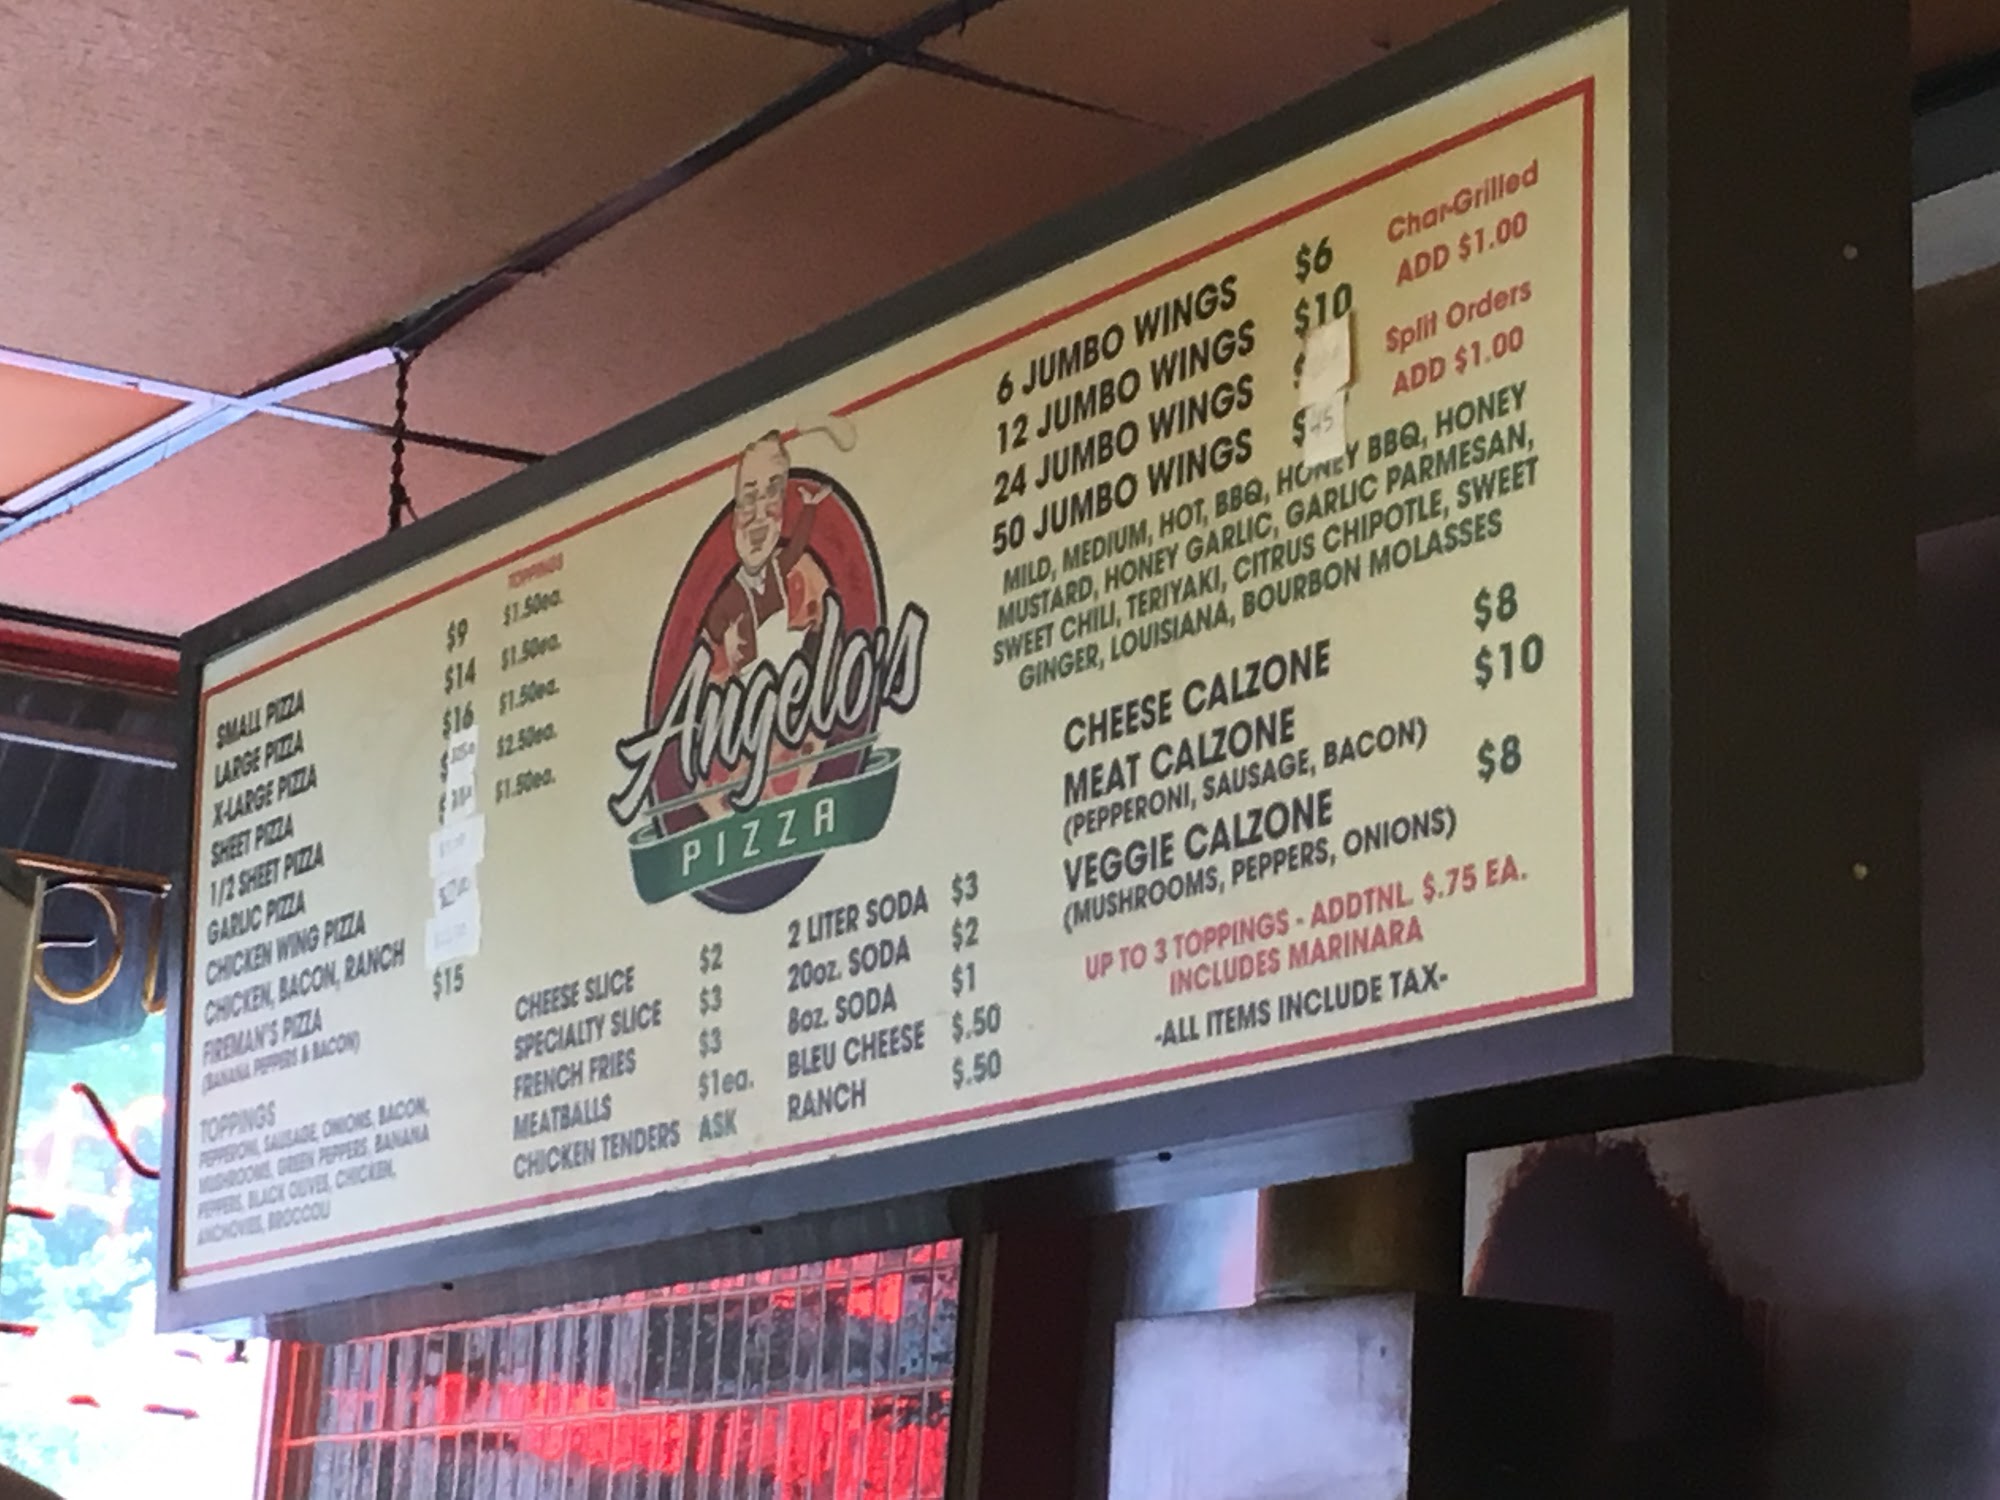 SMALL PIZZA $9
LARGE PIZZA $14
X-LARGE PIZZA $16
SHEET PIZZA
1/2 SHEET PIZZA
GARLIC PIZZA
CHICKEN WING PIZZA
CHICKEN, BACON, RANCH
FIREMAN'S PIZZA $15
(BANANA PEPPERS & BACON)
TOPPINGS
$1.50ea.
$1.50ea.
$1.50ea.
$2.50ea.
$1.50ea.
TOPPINGS
PEPPERONI, SAUSAGE, ONIONS, BACON,
MUSHROOMS, GREEN PEPPERS, BANANA
PEPPERS, BLACK OLIVES, CHICKEN,
ANCHOVIES, BROCCOLI
Angelo's
PIZZA
CHEESE SLICE $2
SPECIALTY SLICE $3
FRENCH FRIES $3
MEATBALLS $1ea.
CHICKEN TENDERS ASK
2 LITER SODA $3
20oz. SODA $2
8oz. SODA $1
BLEU CHEESE $.50
RANCH $.50
6 JUMBO WINGS $6
12 JUMBO WINGS $10
24 JUMBO WINGS $
50 JUMBO WINGS $45
Char-Grilled
ADD $1.00
Split Orders
ADD $1.00
MILD, MEDIUM, HOT, BBQ, HONEY BBQ, HONEY
MUSTARD, HONEY GARLIC, GARLIC PARMESAN,
SWEET CHILI, TERIYAKI, CITRUS CHIPOTLE, SWEET
GINGER, LOUISIANA, BOURBON MOLASSES
CHEESE CALZONE $8
MEAT CALZONE $10
(PEPPERONI, SAUSAGE, BACON)
VEGGIE CALZONE $8
(MUSHROOMS, PEPPERS, ONIONS)
UP TO 3 TOPPINGS - ADDTNL. $.75 EA.
INCLUDES MARINARA
-ALL ITEMS INCLUDE TAX-